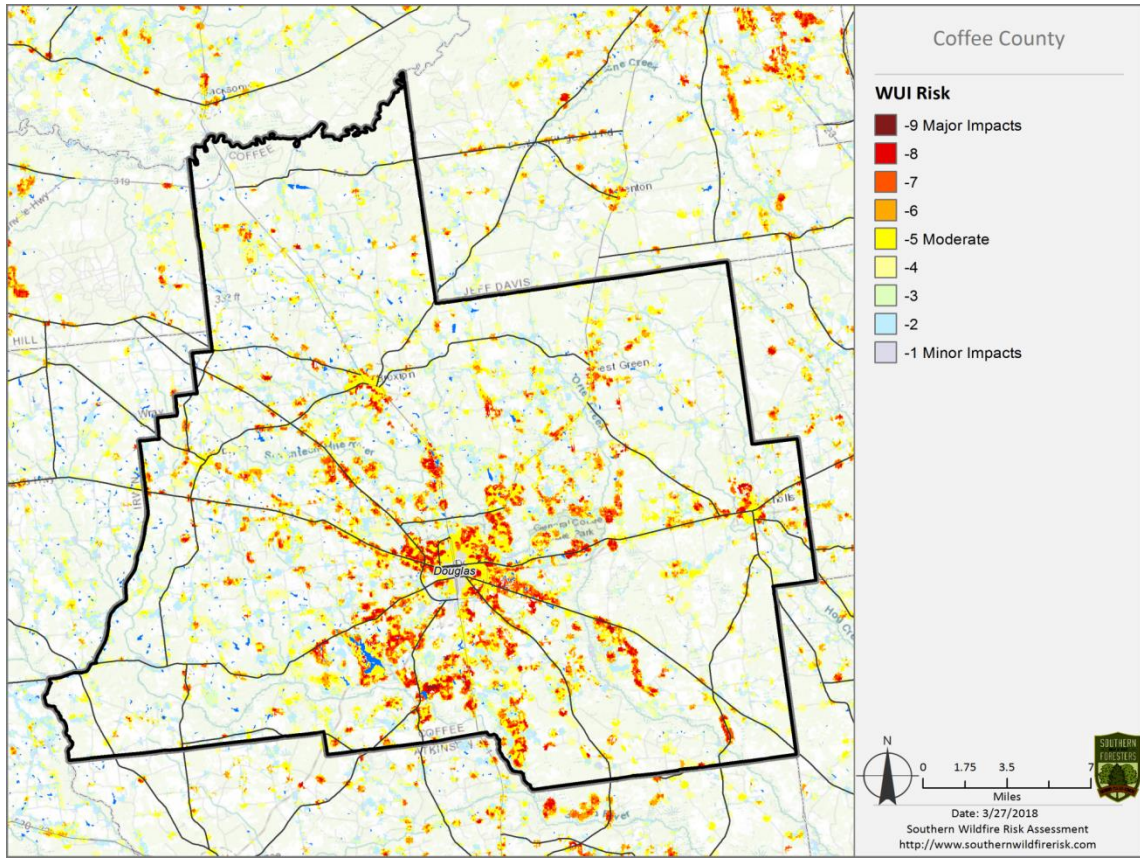 Coffee County
WUI Risk
-9 Major Impacts
-8
-7
-6
-5 Moderate
-4
-3
-2
-1 Minor Impacts
COFFEE
319
JEFF DAVIS
HILL
Douglas
COFFEE
N
0 1.75 3.5 7
Miles
SOUTHERN
FORESTERS
Date: 3/27/2018
Southern Wildfire Risk Assessment
http://www.southernwildfirerisk.com